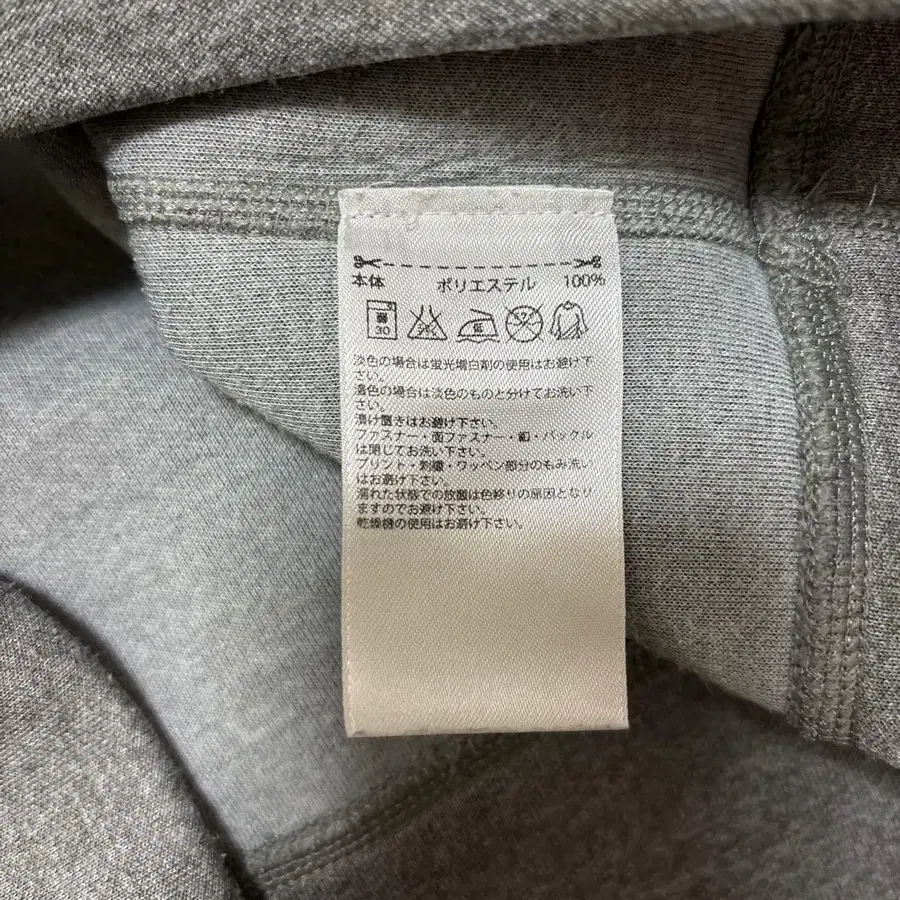 本体 ポリエステル 100%
弱 30 低
淡色の場合は蛍光増白剤の使用はお避け下
さい。
濃色の場合は淡色のものと分けてお洗い下
さい。
漬け置きはお避け下さい。
ファスナー・面ファスナー・釦・バックル
は閉じてお洗い下さい。
プリント・刺繍・ワッペン部分のもみ洗い
はお避け下さい。
濡れた状態での放置は色移りの原因となり
ますのでお避け下さい。
乾燥機の使用はお避け下さい。